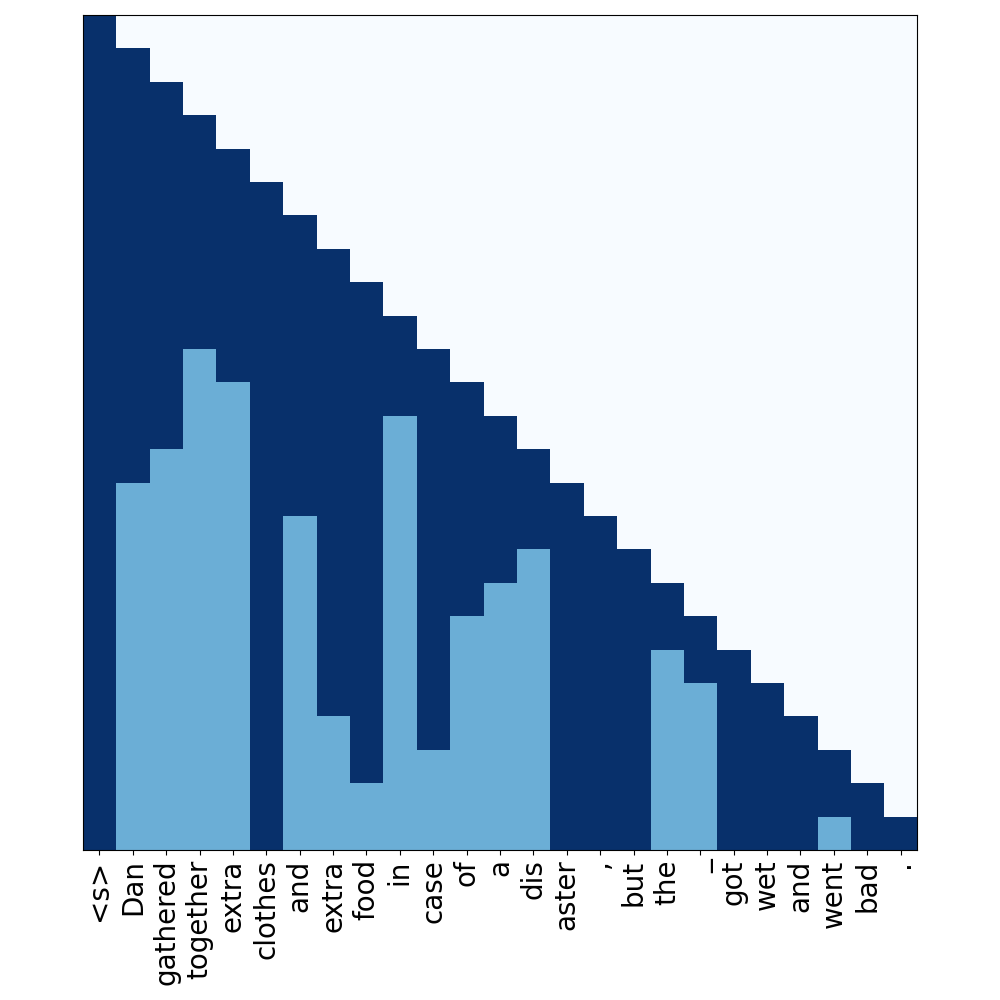 <s> Dan gathered together extra clothes and extra food in case of a dis aster , but the _ got wet and went bad .